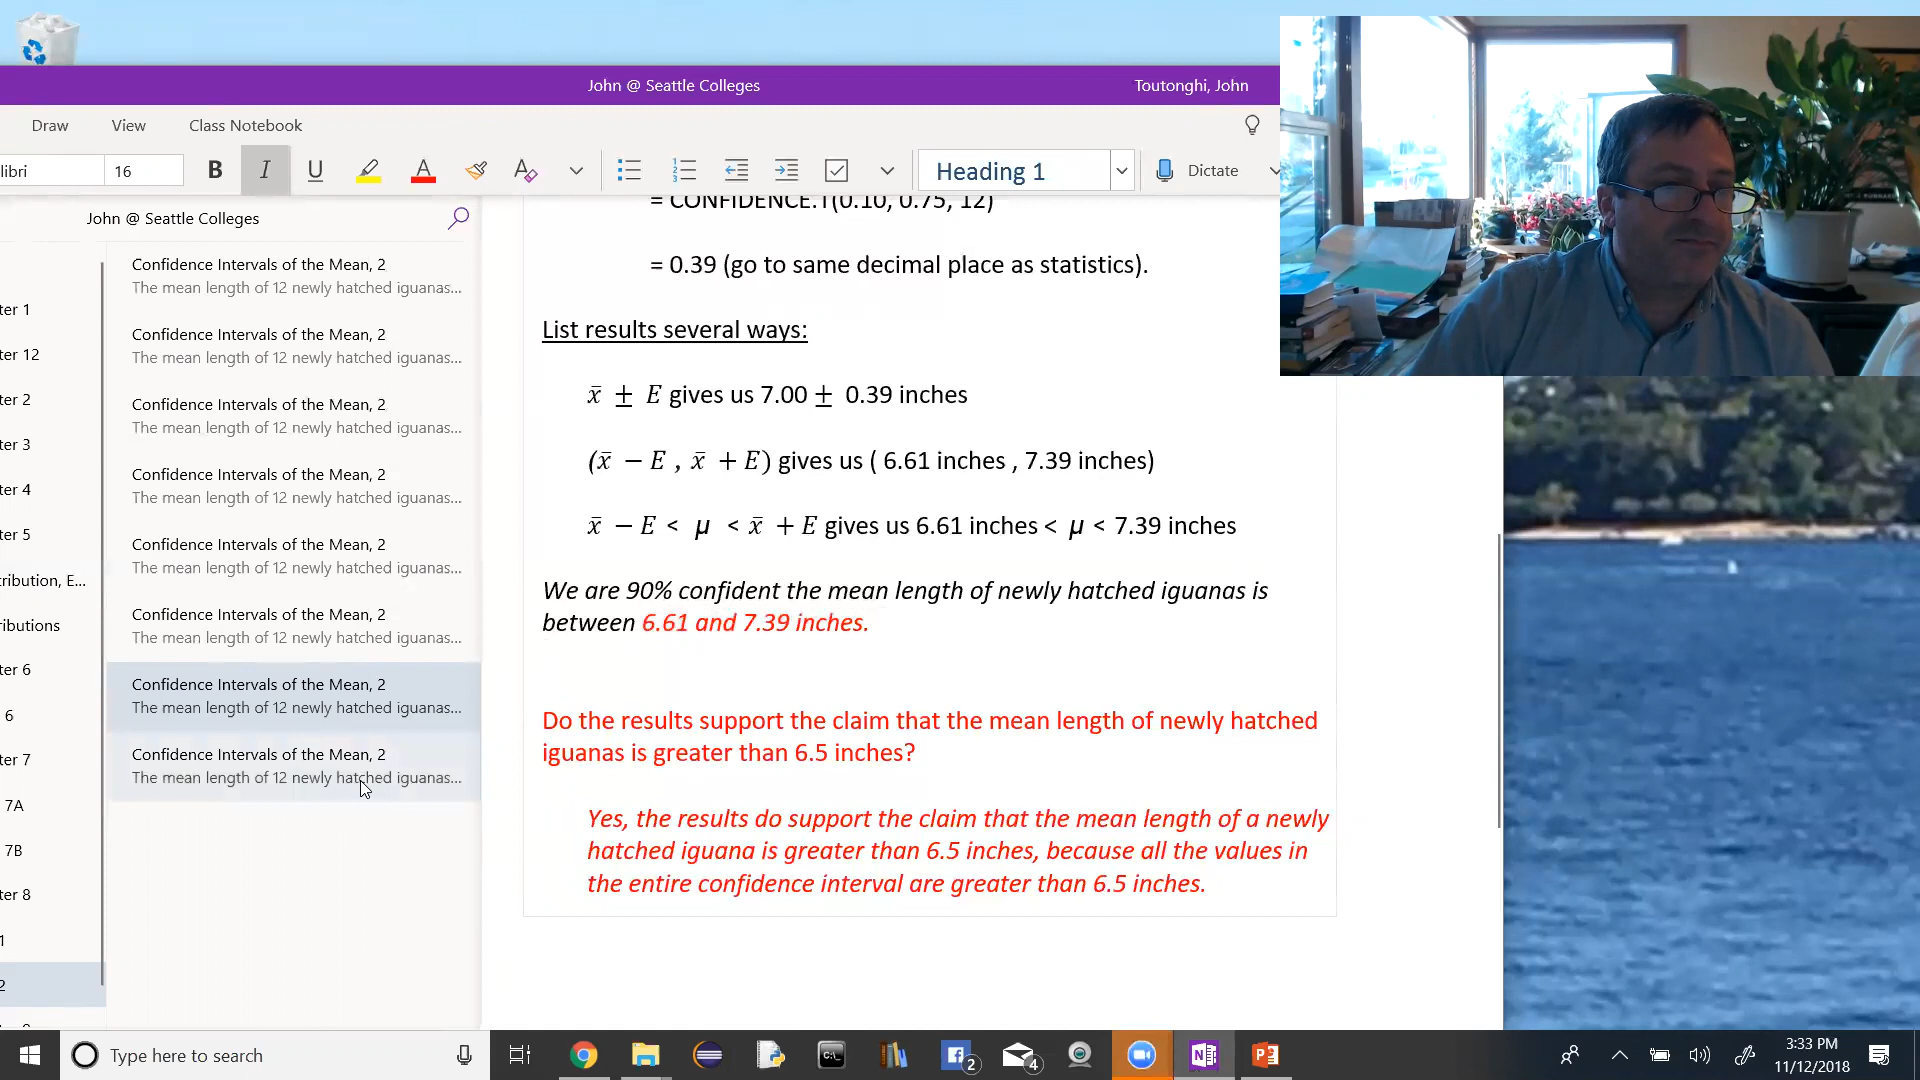 John @ Seattle Colleges
Toutonghi, John
Draw
View
Class Notebook
libri
16
B
I
U
A
A
Heading 1
Dictate
John @ Seattle Colleges
ter 1
ter 12
ter 2
ter 3
ter 4
ter 5
ribution, E...
ributions
ter 6
6
ter 7
7A
7B
ter 8
1
2
Confidence Intervals of the Mean, 2
The mean length of 12 newly hatched iguanas...
Confidence Intervals of the Mean, 2
The mean length of 12 newly hatched iguanas...
Confidence Intervals of the Mean, 2
The mean length of 12 newly hatched iguanas...
Confidence Intervals of the Mean, 2
The mean length of 12 newly hatched iguanas...
Confidence Intervals of the Mean, 2
The mean length of 12 newly hatched iguanas...
Confidence Intervals of the Mean, 2
The mean length of 12 newly hatched iguanas...
Confidence Intervals of the Mean, 2
The mean length of 12 newly hatched iguanas...
Confidence Intervals of the Mean, 2
The mean length of 12 newly hatched iguanas...
= CONFIDENCE.T(0.10, 0.75, 12)
= 0.39 (go to same decimal place as statistics).
List results several ways:
x̄ ± E gives us 7.00 ± 0.39 inches
(x̄ − E , x̄ + E) gives us ( 6.61 inches , 7.39 inches)
x̄ − E < μ < x̄ + E gives us 6.61 inches < μ < 7.39 inches
We are 90% confident the mean length of newly hatched iguanas is
between 6.61 and 7.39 inches.
Do the results support the claim that the mean length of newly hatched
iguanas is greater than 6.5 inches?
Yes, the results do support the claim that the mean length of a newly
hatched iguana is greater than 6.5 inches, because all the values in
the entire confidence interval are greater than 6.5 inches.
Type here to search
2
4
3:33 PM
11/12/2018